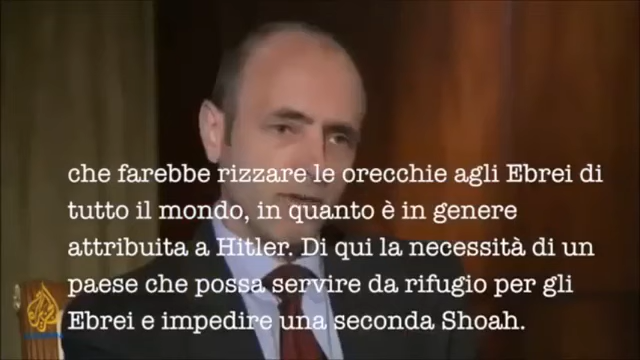 che farebbe rizzare le orecchie agli Ebrei di
tutto il mondo, in quanto è in genere
attribuita a Hitler. Di qui la necessità di un
paese che possa servire da rifugio per gli
Ebrei e impedire una seconda Shoah.